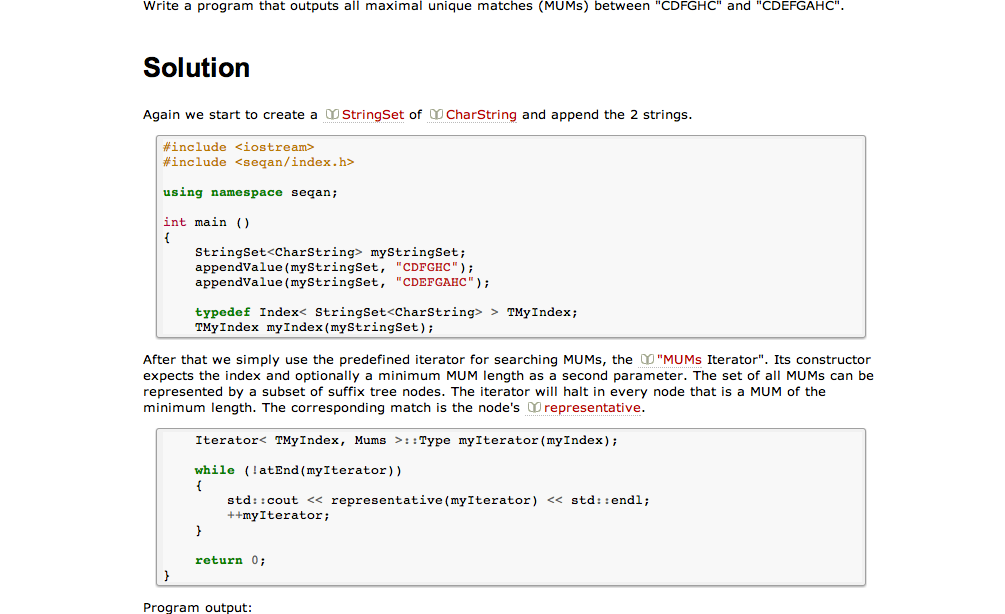 Write a program that outputs all maximal unique matches (MUMs) between "CDFGHC" and "CDEFGAHC".
Solution
Again we start to create a StringSet of CharString and append the 2 strings.
#include <iostream>
#include <seqan/index.h>
using namespace seqan;
int main ()
{
    StringSet<CharString> myStringSet;
    appendValue(myStringSet, "CDFGHC");
    appendValue(myStringSet, "CDEFGAHC");
    typedef Index< StringSet<CharString> > TMyIndex;
    TMyIndex myIndex(myStringSet);
After that we simply use the predefined iterator for searching MUMs, the "MUMs Iterator". Its constructor
expects the index and optionally a minimum MUM length as a second parameter. The set of all MUMs can be
represented by a subset of suffix tree nodes. The iterator will halt in every node that is a MUM of the
minimum length. The corresponding match is the node's representative.
    Iterator< TMyIndex, Mums >::Type myIterator(myIndex);
    while (!atEnd(myIterator))
    {
        std::cout << representative(myIterator) << std::endl;
        ++myIterator;
    }
    return 0;
}
Program output: